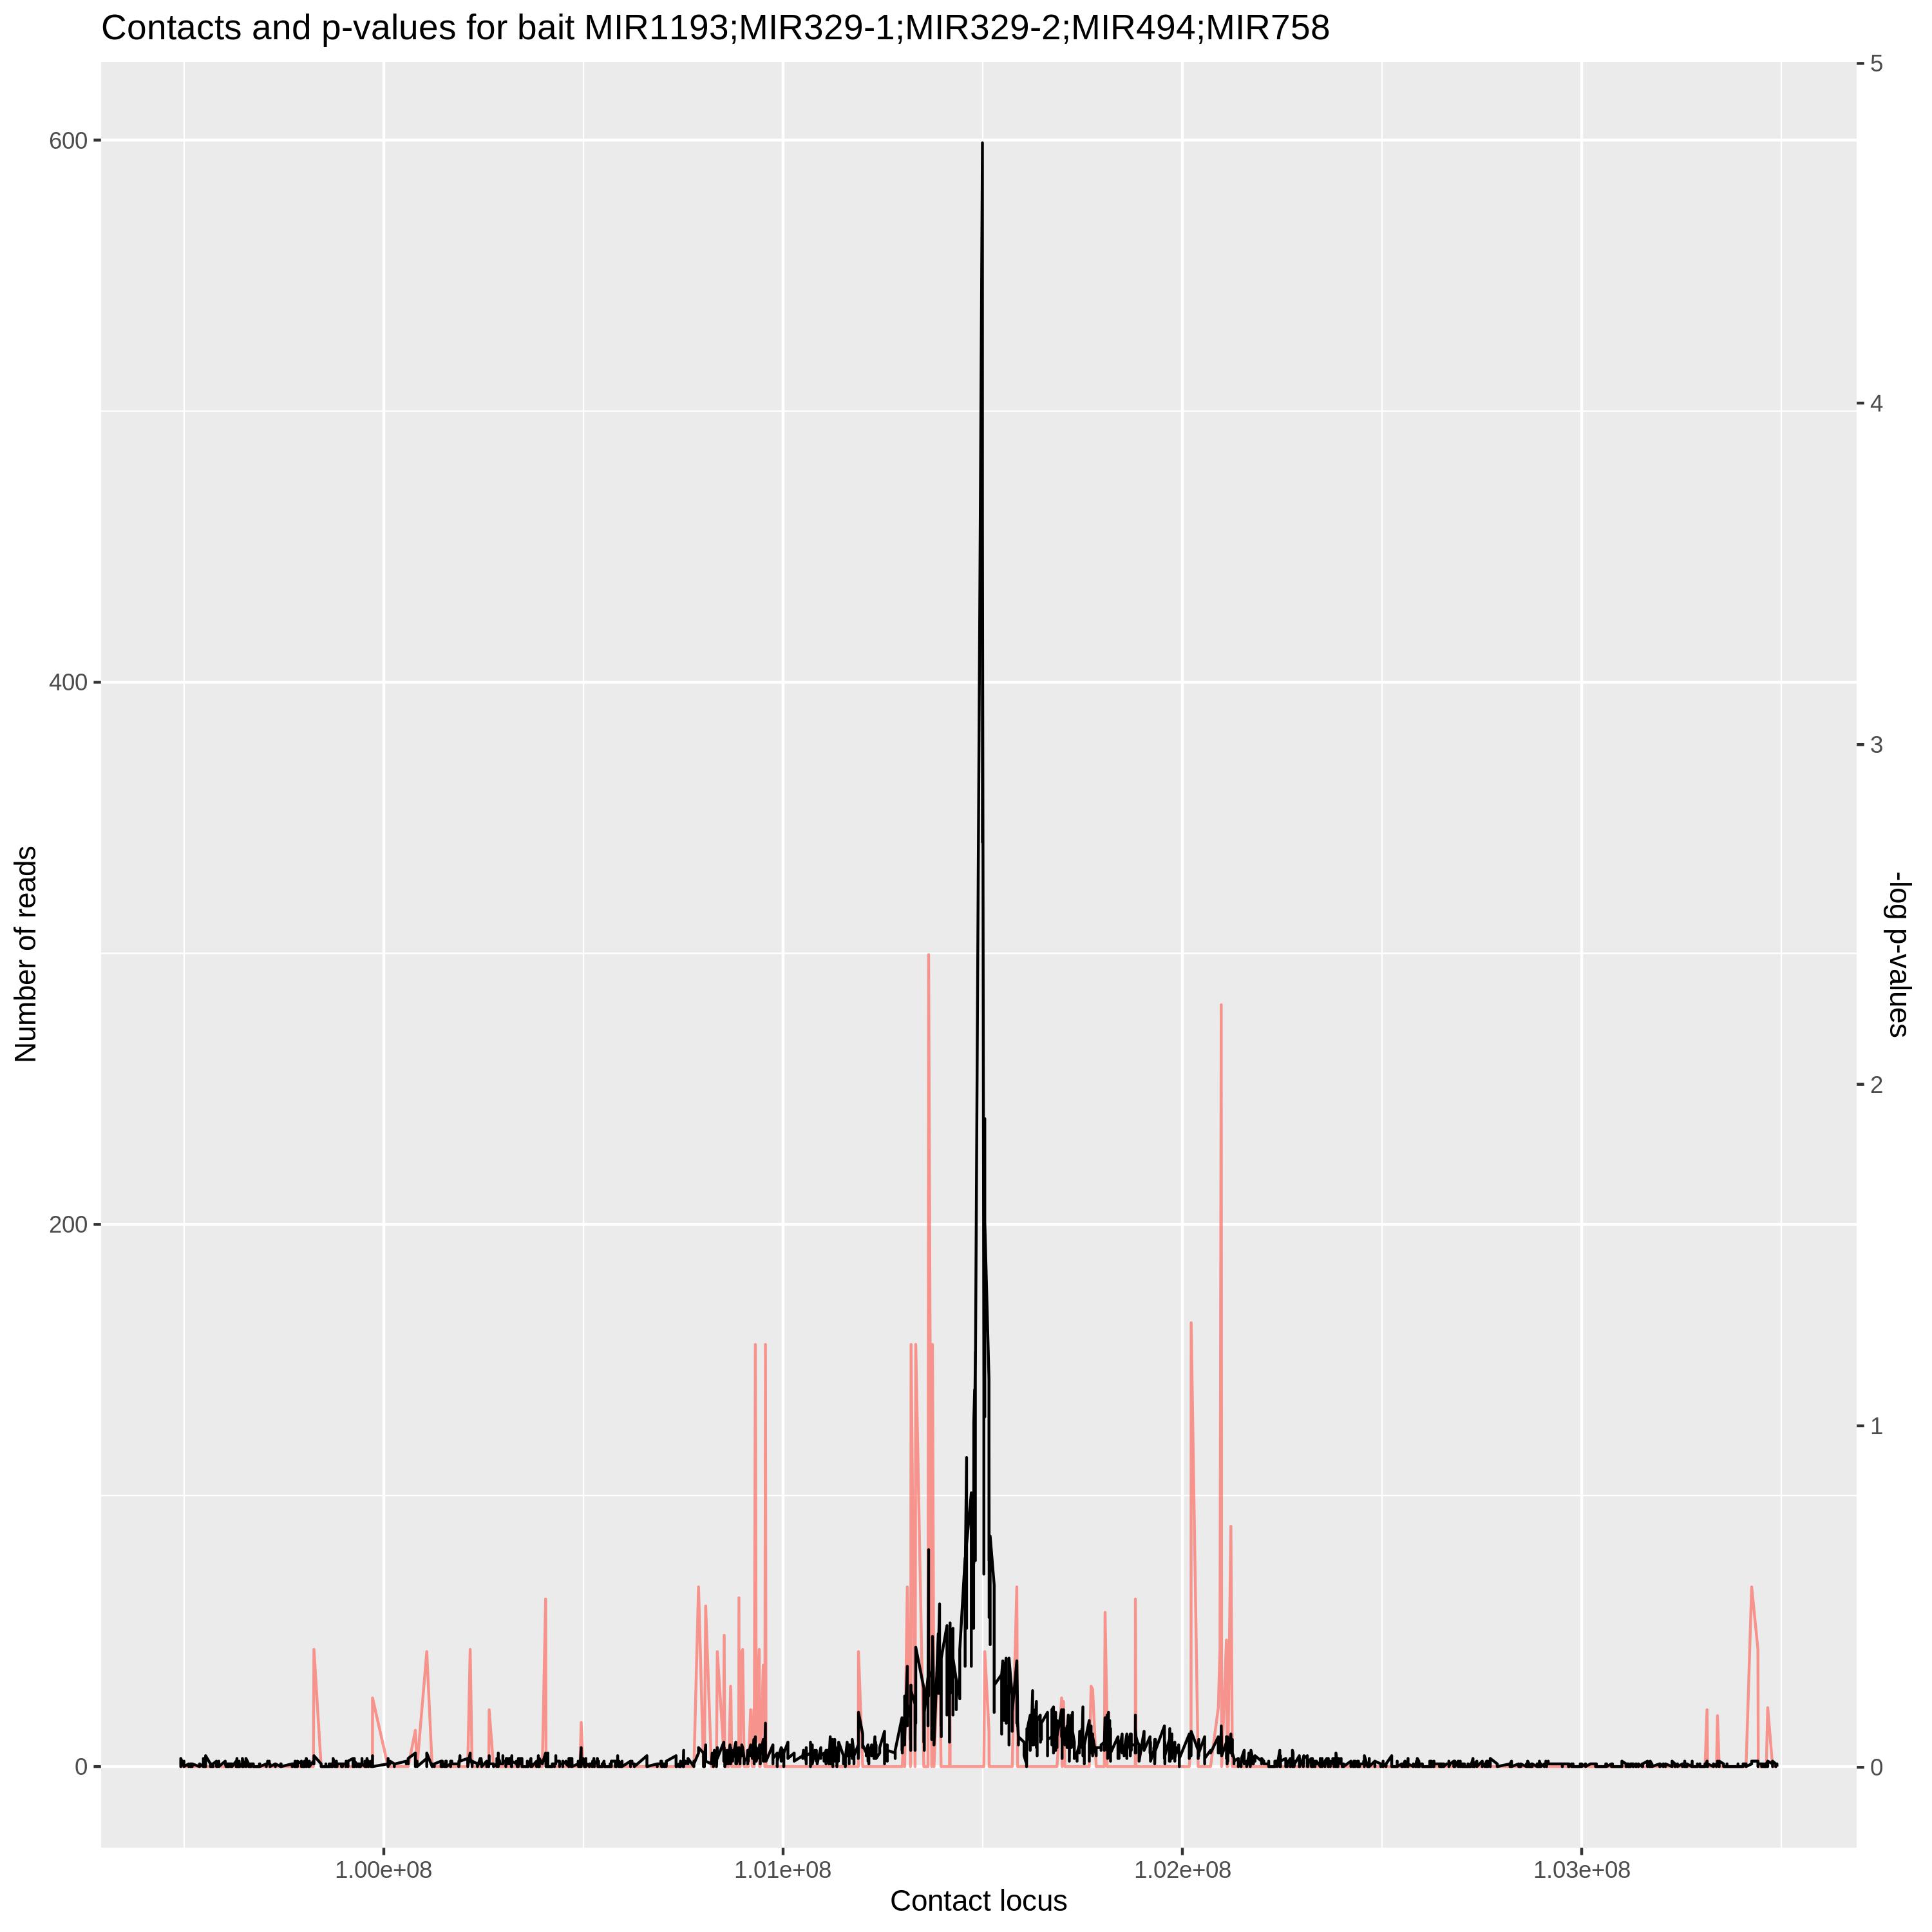 Contacts and p-values for bait MIR1193;MIR329-1;MIR329-2;MIR494;MIR758
600
400
200
0
Number of reads
5
4
3
2
1
0
-log p-values
1.00e+08
1.01e+08
1.02e+08
1.03e+08
Contact locus